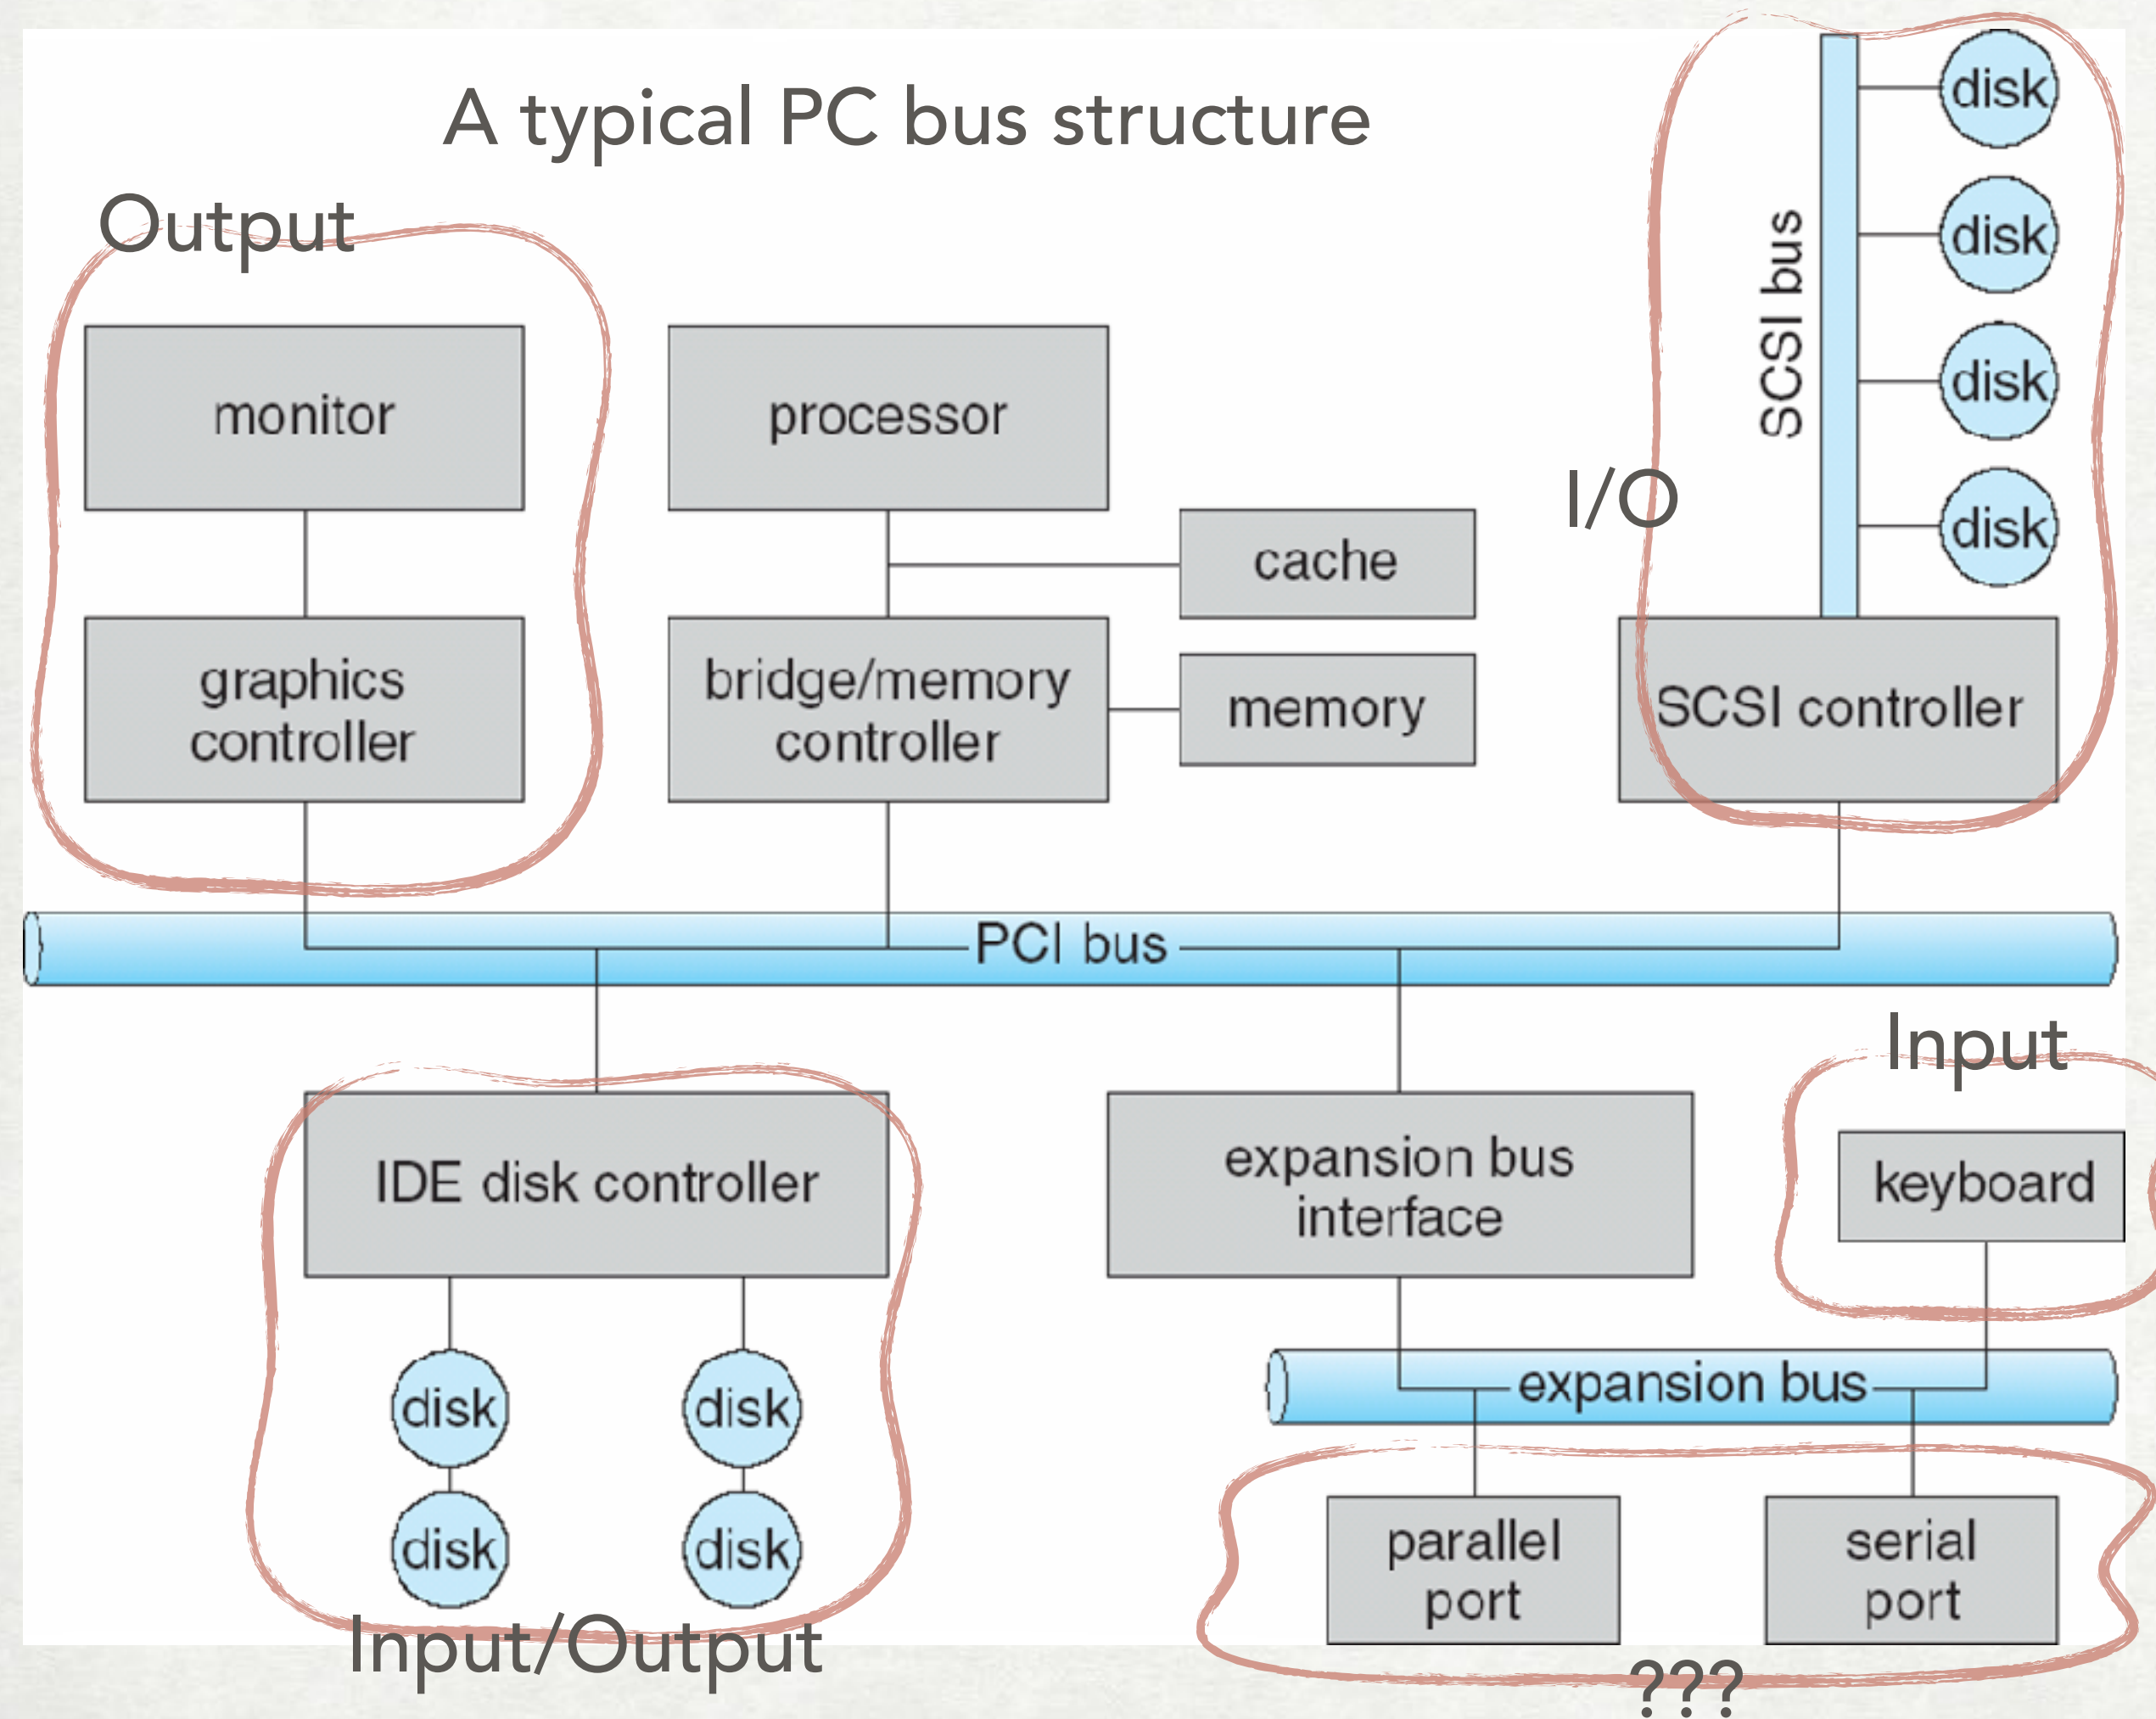 A typical PC bus structure
Output
monitor
graphics
controller
processor
cache
bridge/memory
controller
memory
I/O
SCSI bus
disk
disk
disk
disk
SCSI controller
PCI bus
IDE disk controller
disk
disk
disk
disk
Input/Output
expansion bus
interface
Input
keyboard
expansion bus
parallel
port
serial
port
???